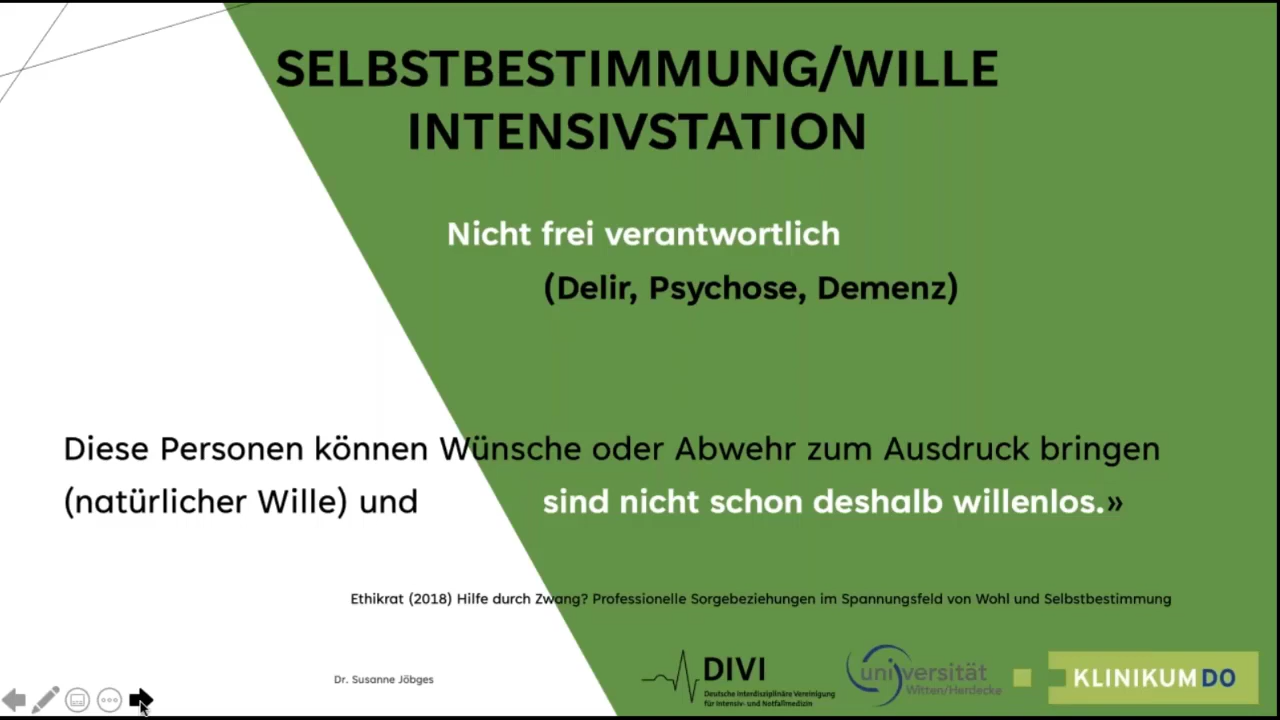 SELBSTBESTIMMUNG/WILLE
INTENSIVSTATION
Nicht frei verantwortlich
(Delir, Psychose, Demenz)
Diese Personen können Wünsche oder Abwehr zum Ausdruck bringen
(natürlicher Wille) und sind nicht schon deshalb willenlos.»
Ethikrat (2018) Hilfe durch Zwang? Professionelle Sorgebeziehungen im Spannungsfeld von Wohl und Selbstbestimmung
Dr. Susanne Jöbges
DIVI
Deutsche Interdisziplinäre Vereinigung
für Intensiv- und Notfallmedizin
universität
Witten/Herdecke
KLINIKUMDO